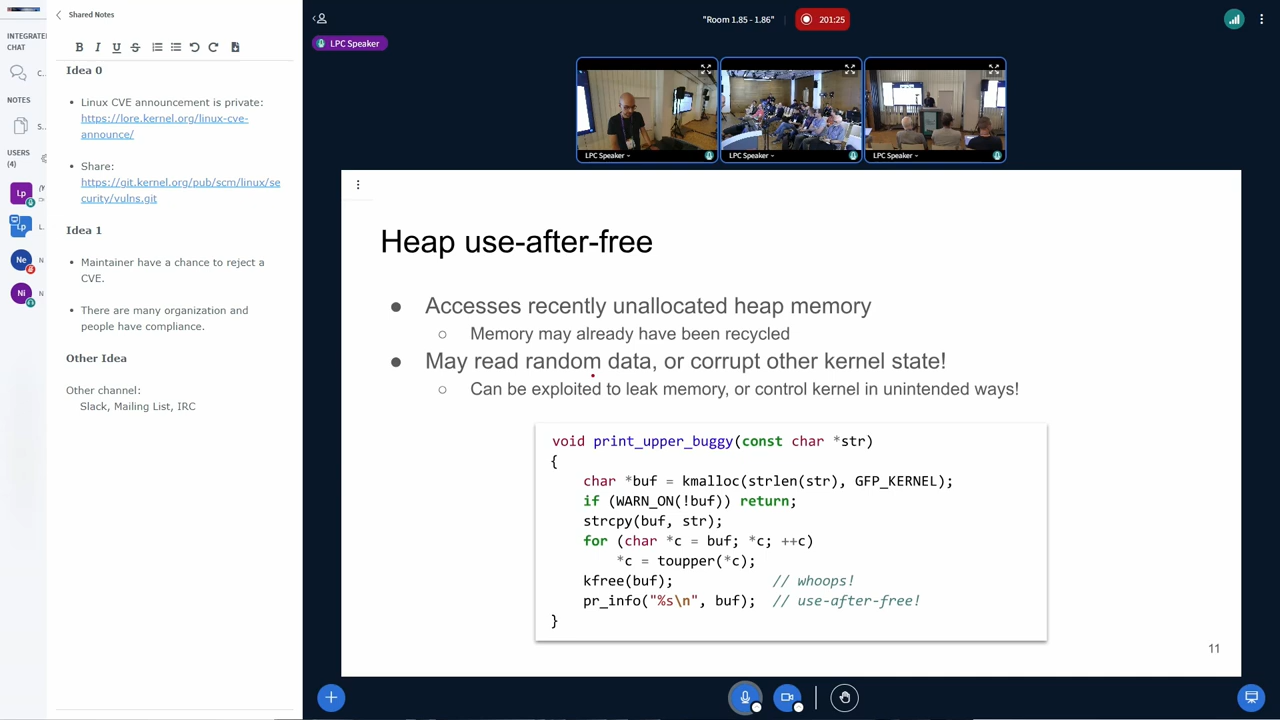 Shared Notes
"Room 1.85 - 1.86"
201:25
INTEGRATE
CHAT
C..
NOTES
S..
USERS
(4)
Lp
Lp
L..
Ne
N
Ni
N
B I U S
Idea 0
• Linux CVE announcement is private:
https://lore.kernel.org/linux-cve-
announce/
• Share:
https://git.kernel.org/pub/scm/linux/se
curity/vulns.git
Idea 1
• Maintainer have a chance to reject a
CVE.
• There are many organization and
people have compliance.
Other Idea
Other channel:
Slack, Mailing List, IRC
LPC Speaker
LPC Speaker
LPC Speaker
LPC Speaker
Heap use-after-free
● Accesses recently unallocated heap memory
○ Memory may already have been recycled
● May read random data, or corrupt other kernel state!
○ Can be exploited to leak memory, or control kernel in unintended ways!
void print_upper_buggy(const char *str)
{
char *buf = kmalloc(strlen(str), GFP_KERNEL);
if (WARN_ON(!buf)) return;
strcpy(buf, str);
for (char *c = buf; *c; ++c)
*c = toupper(*c);
kfree(buf); // whoops!
pr_info("%s\n", buf); // use-after-free!
}
11